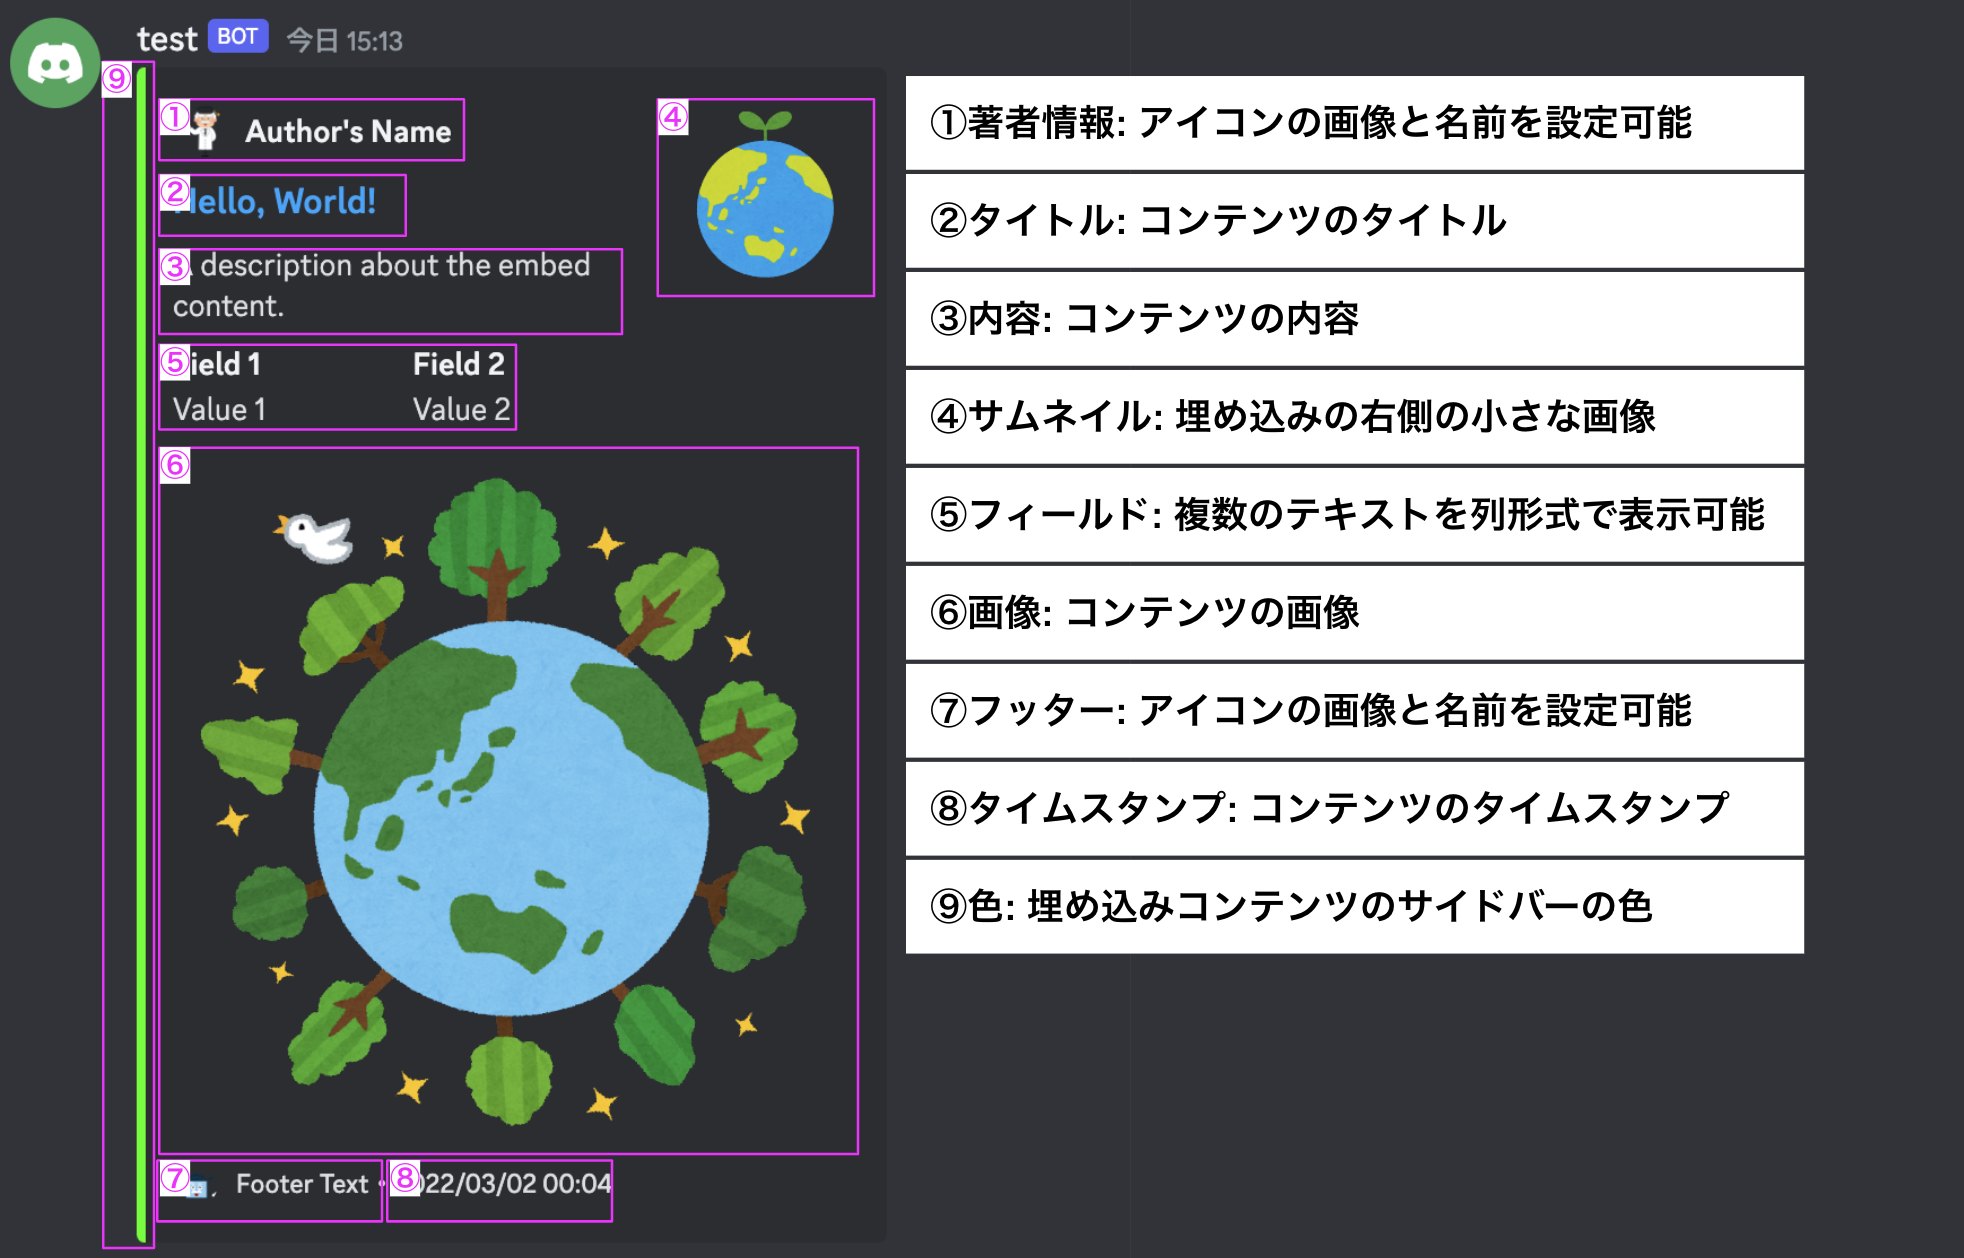 test BOT 今日 15:13
⑨
① Author's Name
② ello, World!
③ description about the embed
content.
④
⑤ ield 1 Field 2
Value 1 Value 2
⑥
⑦ Footer Text •
⑧ 022/03/02 00:04
①著者情報: アイコンの画像と名前を設定可能
②タイトル: コンテンツのタイトル
③内容: コンテンツの内容
④サムネイル: 埋め込みの右側の小さな画像
⑤フィールド: 複数のテキストを列形式で表示可能
⑥画像: コンテンツの画像
⑦フッター: アイコンの画像と名前を設定可能
⑧タイムスタンプ: コンテンツのタイムスタンプ
⑨色: 埋め込みコンテンツのサイドバーの色